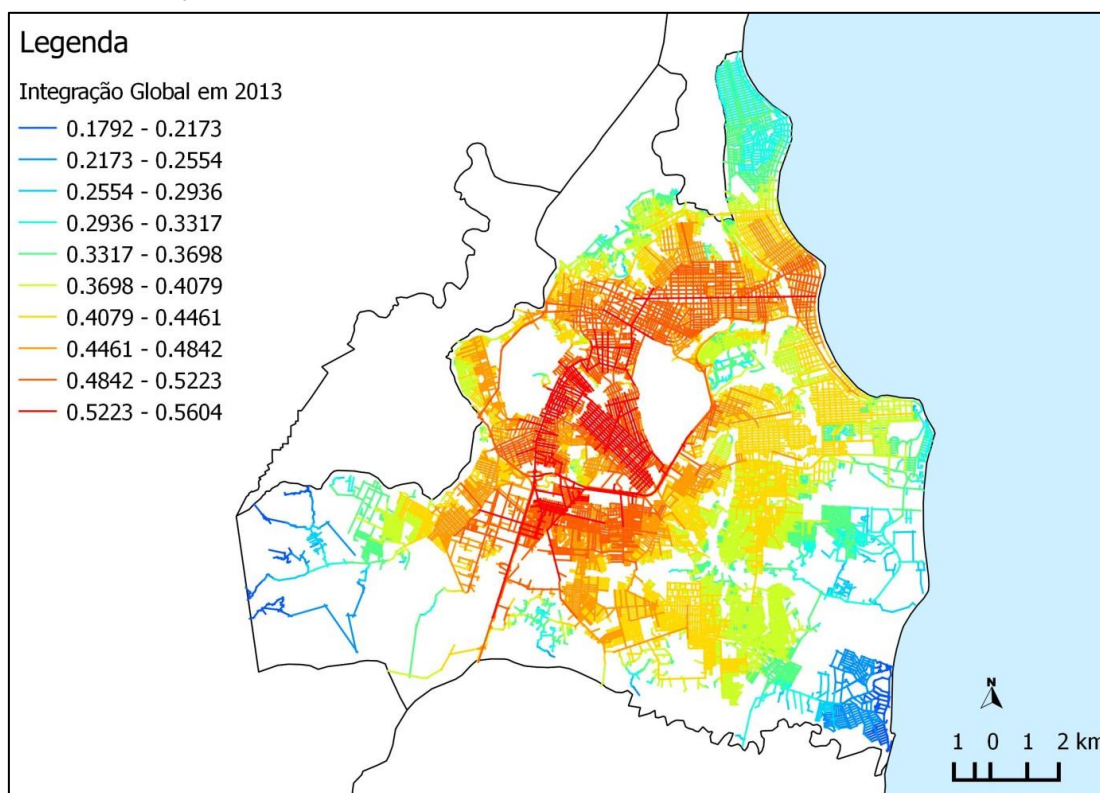 Legenda
Integração Global em 2013
0.1792 - 0.2173
0.2173 - 0.2554
0.2554 - 0.2936
0.2936 - 0.3317
0.3317 - 0.3698
0.3698 - 0.4079
0.4079 - 0.4461
0.4461 - 0.4842
0.4842 - 0.5223
0.5223 - 0.5604
N
1 0 1 2 km